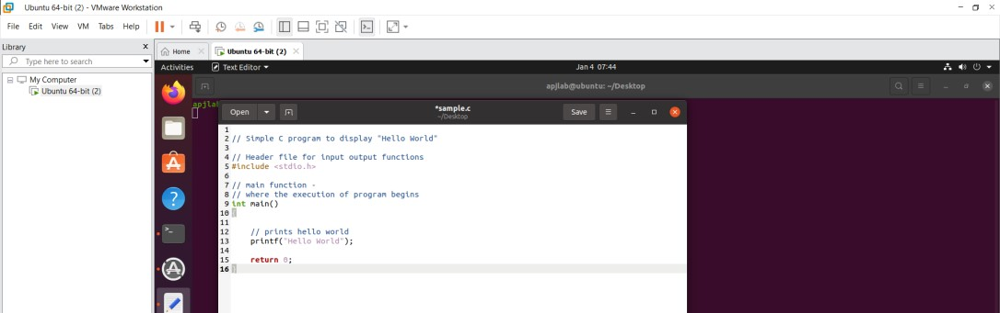 Ubuntu 64-bit (2) - VMware Workstation
File Edit View VM Tabs Help
Library x
Type here to search
My Computer
Ubuntu 64-bit (2)
Home
Ubuntu 64-bit (2)
Activities Text Editor Jan 4 07:44
apjlab@ubuntu: ~/Desktop
Open *sample.c Save
~/Desktop
1
2 // Simple C program to display "Hello World"
3
4 // Header file for input output functions
5 #include <stdio.h>
6
7 // main function -
8 // where the execution of program begins
9 int main()
10 {
11
12 // prints hello world
13 printf("Hello World");
14
15 return 0;
16 }